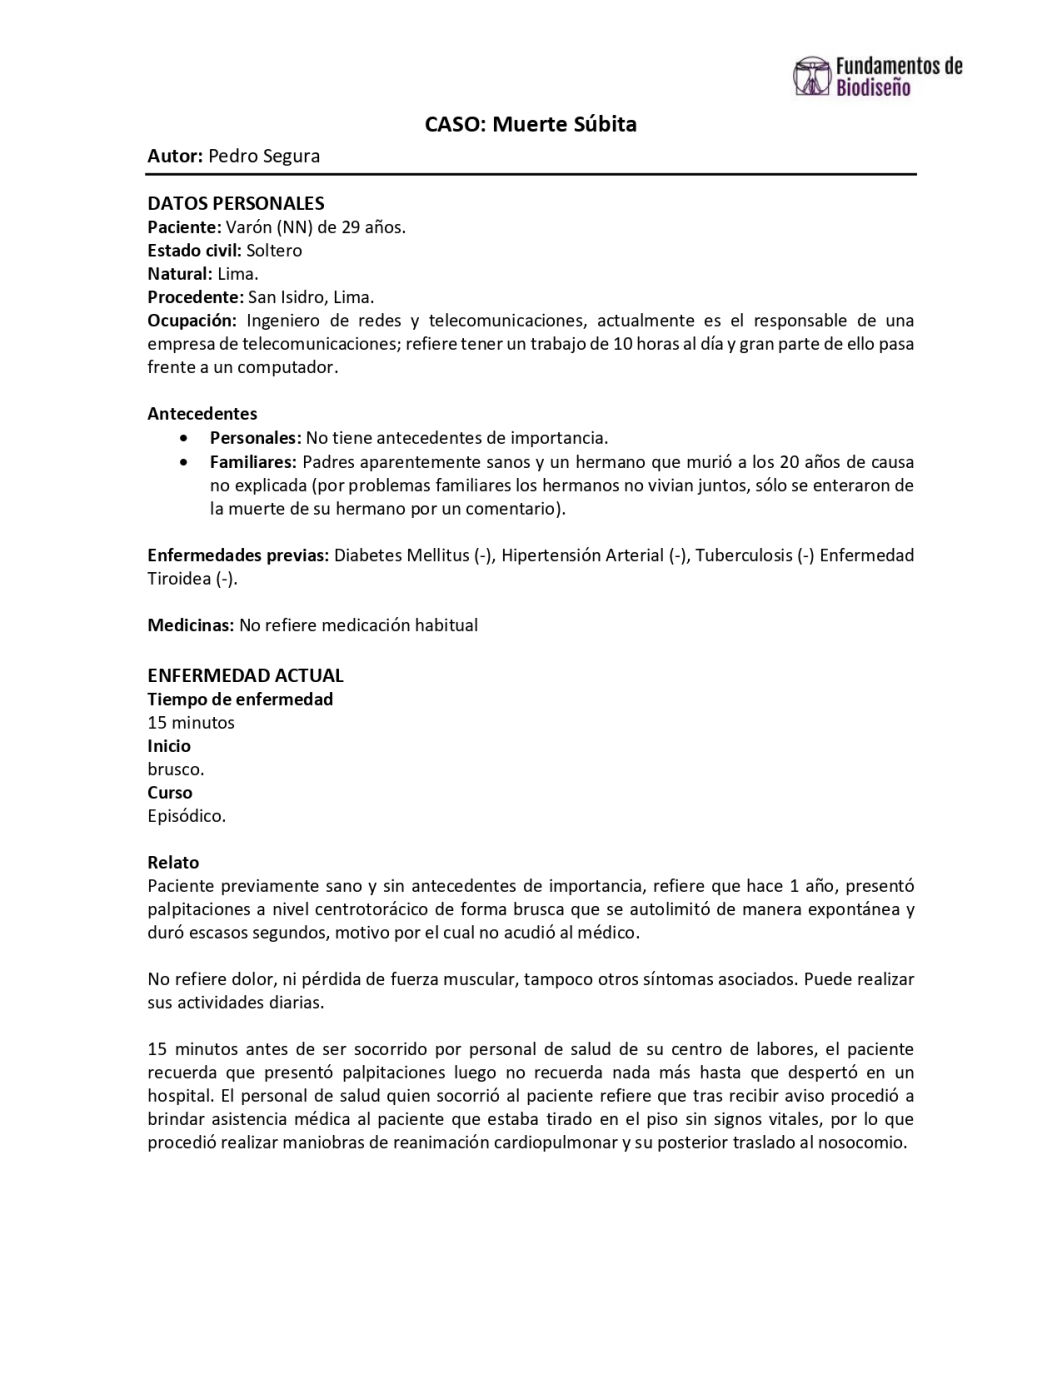 Fundamentos de
Biodiseño
CASO: Muerte Súbita
Autor: Pedro Segura
DATOS PERSONALES
Paciente: Varón (NN) de 29 años.
Estado civil: Soltero
Natural: Lima.
Procedente: San Isidro, Lima.
Ocupación: Ingeniero de redes y telecomunicaciones, actualmente es el responsable de una
empresa de telecomunicaciones; refiere tener un trabajo de 10 horas al día y gran parte de ello pasa
frente a un computador.
Antecedentes
• Personales: No tiene antecedentes de importancia.
• Familiares: Padres aparentemente sanos y un hermano que murió a los 20 años de causa
no explicada (por problemas familiares los hermanos no vivian juntos, sólo se enteraron de
la muerte de su hermano por un comentario).
Enfermedades previas: Diabetes Mellitus (-), Hipertensión Arterial (-), Tuberculosis (-) Enfermedad
Tiroidea (-).
Medicinas: No refiere medicación habitual
ENFERMEDAD ACTUAL
Tiempo de enfermedad
15 minutos
Inicio
brusco.
Curso
Episódico.
Relato
Paciente previamente sano y sin antecedentes de importancia, refiere que hace 1 año, presentó
palpitaciones a nivel centrotorácico de forma brusca que se autolimitó de manera expontánea y
duró escasos segundos, motivo por el cual no acudió al médico.
No refiere dolor, ni pérdida de fuerza muscular, tampoco otros síntomas asociados. Puede realizar
sus actividades diarias.
15 minutos antes de ser socorrido por personal de salud de su centro de labores, el paciente
recuerda que presentó palpitaciones luego no recuerda nada más hasta que despertó en un
hospital. El personal de salud quien socorrió al paciente refiere que tras recibir aviso procedió a
brindar asistencia médica al paciente que estaba tirado en el piso sin signos vitales, por lo que
procedió realizar maniobras de reanimación cardiopulmonar y su posterior traslado al nosocomio.